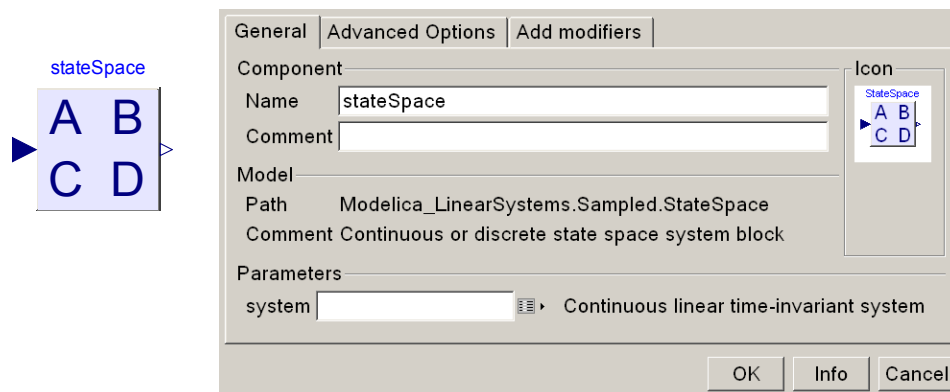 stateSpace
A B
C D
General Advanced Options Add modifiers
Component
Name stateSpace
Comment
Icon
StateSpace
A B
C D
Model
Path Modelica_LinearSystems.Sampled.StateSpace
Comment Continuous or discrete state space system block
Parameters
system Continuous linear time-invariant system
OK Info Cancel